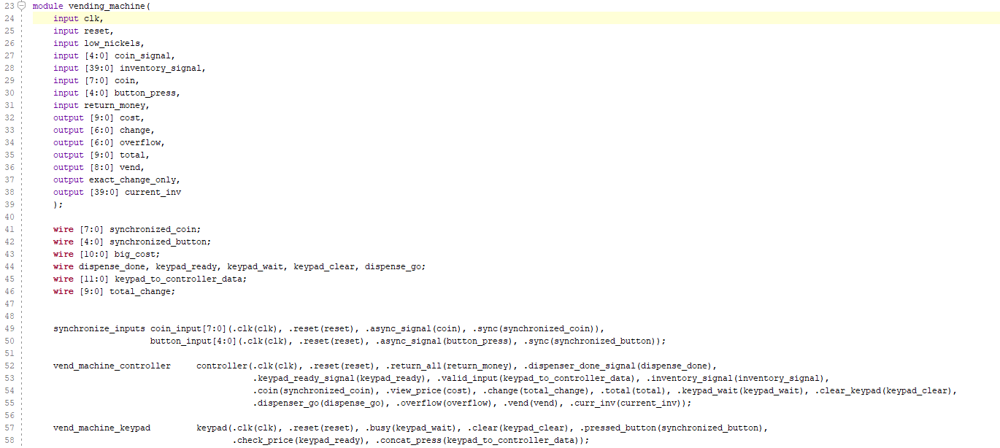 23 module vending_machine(
24 input clk,
25 input reset,
26 input low_nickels,
27 input [4:0] coin_signal,
28 input [39:0] inventory_signal,
29 input [7:0] coin,
30 input [4:0] button_press,
31 input return_money,
32 output [9:0] cost,
33 output [6:0] change,
34 output [6:0] overflow,
35 output [9:0] total,
36 output [8:0] vend,
37 output exact_change_only,
38 output [39:0] current_inv
39 );
40
41 wire [7:0] synchronized_coin;
42 wire [4:0] synchronized_button;
43 wire [10:0] big_cost;
44 wire dispense_done, keypad_ready, keypad_wait, keypad_clear, dispense_go;
45 wire [11:0] keypad_to_controller_data;
46 wire [9:0] total_change;
47
48
49 synchronize_inputs coin_input[7:0](.clk(clk), .reset(reset), .async_signal(coin), .sync(synchronized_coin)),
50 button_input[4:0](.clk(clk), .reset(reset), .async_signal(button_press), .sync(synchronized_button));
51
52 vend_machine_controller controller(.clk(clk), .reset(reset), .return_all(return_money), .dispenser_done_signal(dispense_done),
53 .keypad_ready_signal(keypad_ready), .valid_input(keypad_to_controller_data), .inventory_signal(inventory_signal),
54 .coin(synchronized_coin), .view_price(cost), .change(total_change), .total(total), .keypad_wait(keypad_wait), .clear_keypad(keypad_clear),
55 .dispenser_go(dispense_go), .overflow(overflow), .vend(vend), .curr_inv(current_inv));
56
57 vend_machine_keypad keypad(.clk(clk), .reset(reset), .busy(keypad_wait), .clear(keypad_clear), .pressed_button(synchronized_button),
58 .check_price(keypad_ready), .concat_press(keypad_to_controller_data));